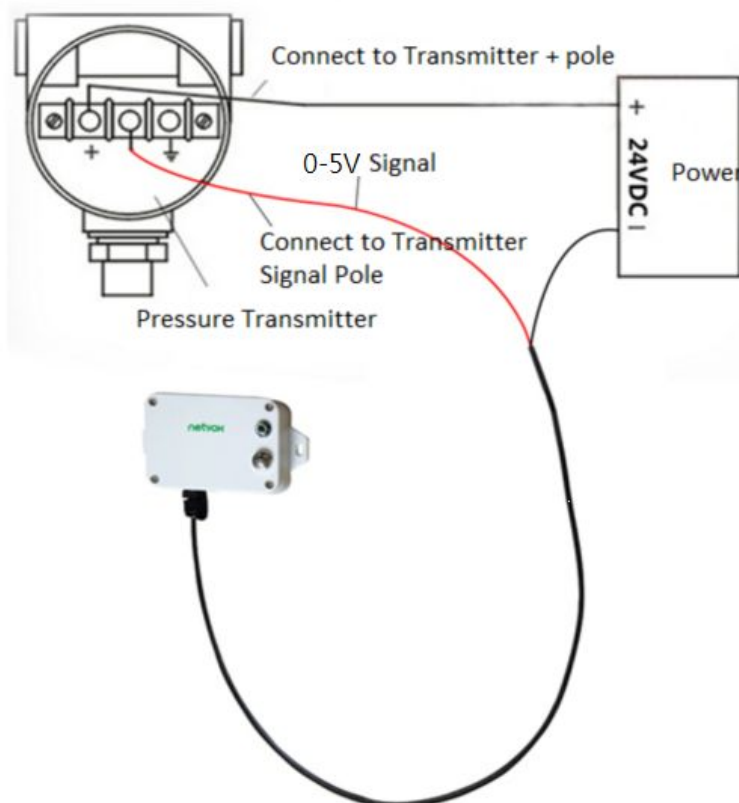 Connect to Transmitter + pole
+
24VDC
Power
−
+
0-5V Signal
Connect to Transmitter
Signal Pole
Pressure Transmitter
netvox